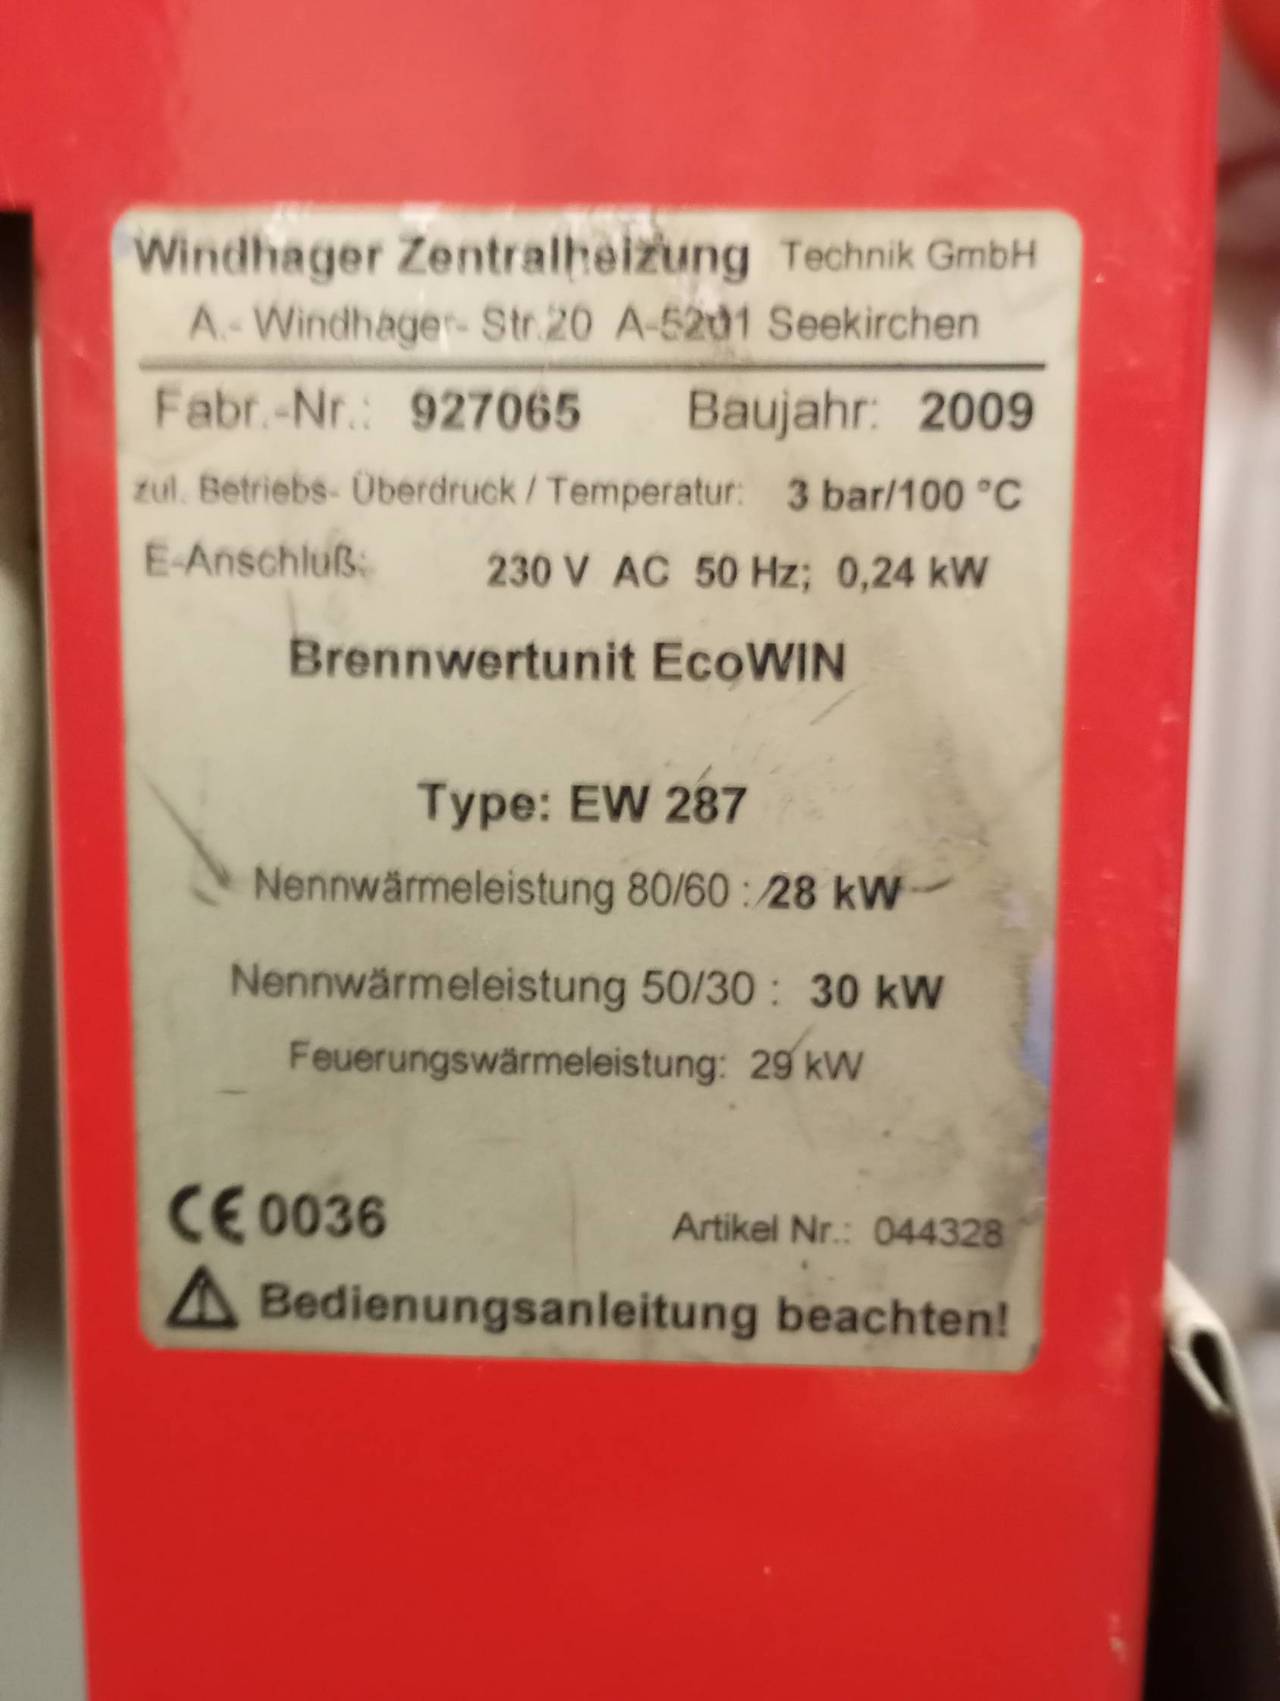 Windhager Zentralheizung Technik GmbH
A.- Windhager- Str.20 A-5201 Seekirchen
Fabr.-Nr.: 927065 Baujahr: 2009
zul. Betriebs- Überdruck / Temperatur: 3 bar/100 °C
E-Anschluß: 230 V AC 50 Hz; 0,24 kW
Brennwertunit EcoWIN
Type: EW 287
Nennwärmeleistung 80/60 : 28 kW
Nennwärmeleistung 50/30 : 30 kW
Feuerungswärmeleistung: 29 kW
CE 0036 Artikel Nr.: 044328
Bedienungsanleitung beachten!